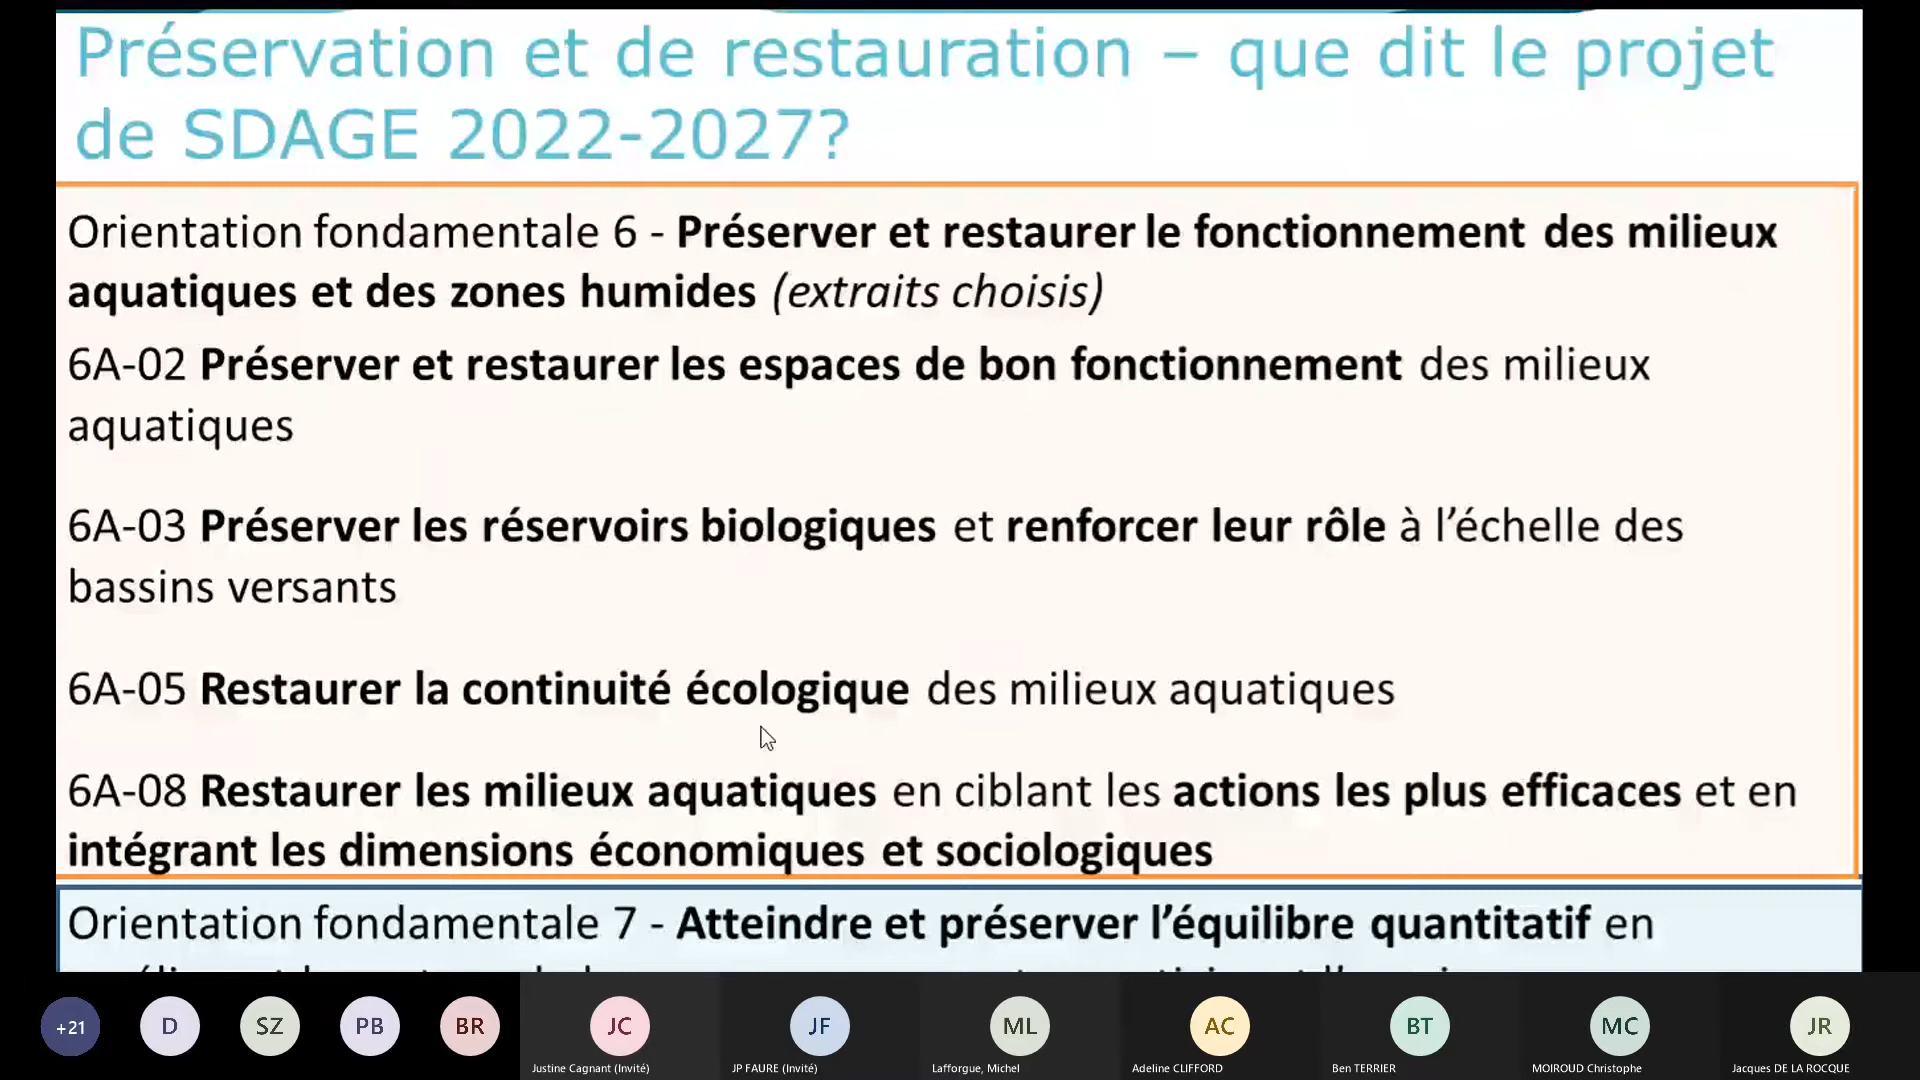 Préservation et de restauration – que dit le projet
de SDAGE 2022-2027?
Orientation fondamentale 6 - Préserver et restaurer le fonctionnement des milieux
aquatiques et des zones humides (extraits choisis)
6A-02 Préserver et restaurer les espaces de bon fonctionnement des milieux
aquatiques
6A-03 Préserver les réservoirs biologiques et renforcer leur rôle à l’échelle des
bassins versants
6A-05 Restaurer la continuité écologique des milieux aquatiques
6A-08 Restaurer les milieux aquatiques en ciblant les actions les plus efficaces et en
intégrant les dimensions économiques et sociologiques
Orientation fondamentale 7 - Atteindre et préserver l’équilibre quantitatif en
+21 D SZ PB BR JC JF ML AC BT MC JR
Justine Cagnant (Invité) JP FAURE (Invité) Lafforgue, Michel Adeline CLIFFORD Ben TERRIER MOIROUD Christophe Jacques DE LA ROCQUE